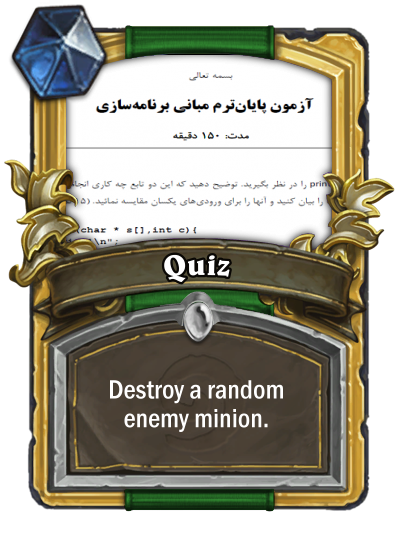 بسمه تعالی
آزمون پایان‌ترم مبانی برنامه‌سازی
مدت: ۱۵۰ دقیقه
prin را در نظر بگیرید. توضیح دهید که این دو تابع چه کاری انجا
را بیان کنید و آنها را برای ورودی‌های یکسان مقایسه نمائید. (۵
(char * s[],int c){
\n";
Quiz
Destroy a random
enemy minion.